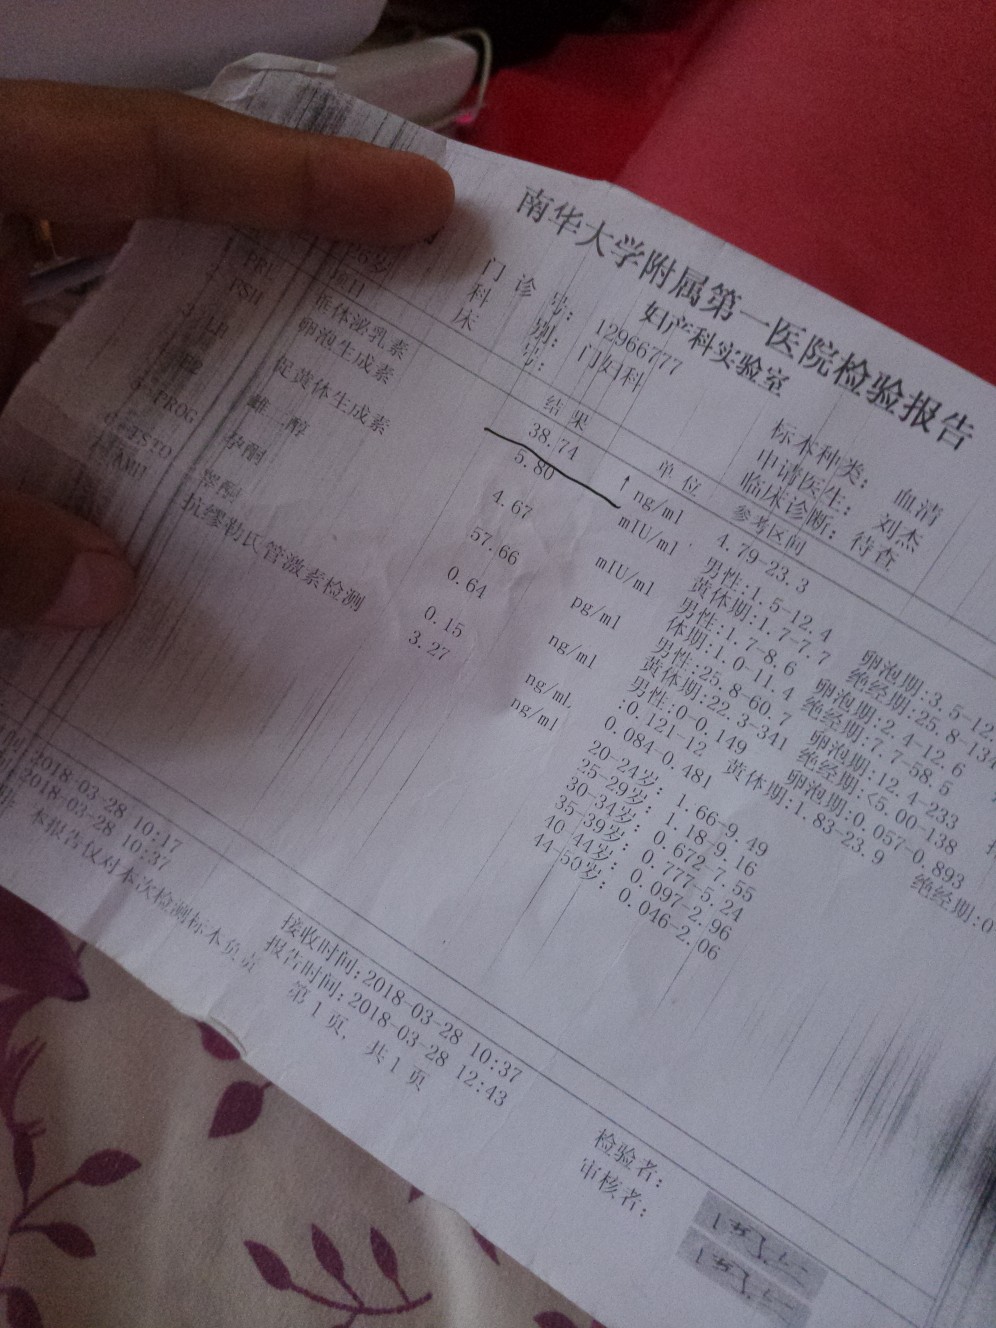 南华大学附属第一医院检验报告
妇产科实验室
门 诊 号: 12966777
科 别: 门妇科
床 号:
标本种类: 血清
申请医生: 刘杰
临床诊断: 待查
岁
项目 结 果 单 位 参考区间
PRL 垂体泌乳素 38.74 ↑ ng/ml 4.79-23.3
FSH 卵泡生成素 5.80 mIU/ml 男性:1.5-12.4 卵泡期:3.5-12.
黄体期:1.7-7.7 绝经期:25.8-134
促黄体生成素 4.67 mIU/ml 男性:1.7-8.6 卵泡期:2.4-12.6
体期:1.0-11.4 绝经期:7.7-58.5
雌二醇 57.66 pg/ml 男性:25.8-60.7 卵泡期:12.4-233
黄体期:22.3-341 绝经期:<5.00-138
PROG 孕酮 0.64 ng/ml 男性:0-0.149 卵泡期:0.057-0.893
:0.121-12 黄体期:1.83-23.9 绝经期:0
TSTO 睾酮 0.15 ng/mL 0.084-0.481
抗缪勒氏管激素检测 3.27 ng/ml 20-24岁: 1.66-9.49
25-29岁: 1.18-9.16
30-34岁: 0.672-7.55
35-39岁: 0.777-5.24
40-44岁: 0.097-2.96
44-50岁: 0.046-2.06
间: 2018-03-28 10:17 接收时间:2018-03-28 10:37
2018-03-28 10:37 报告时间:2018-03-28 12:43
本报告仅对本次检测标本负责 第 1 页, 共 1 页
检验者:
审核者: